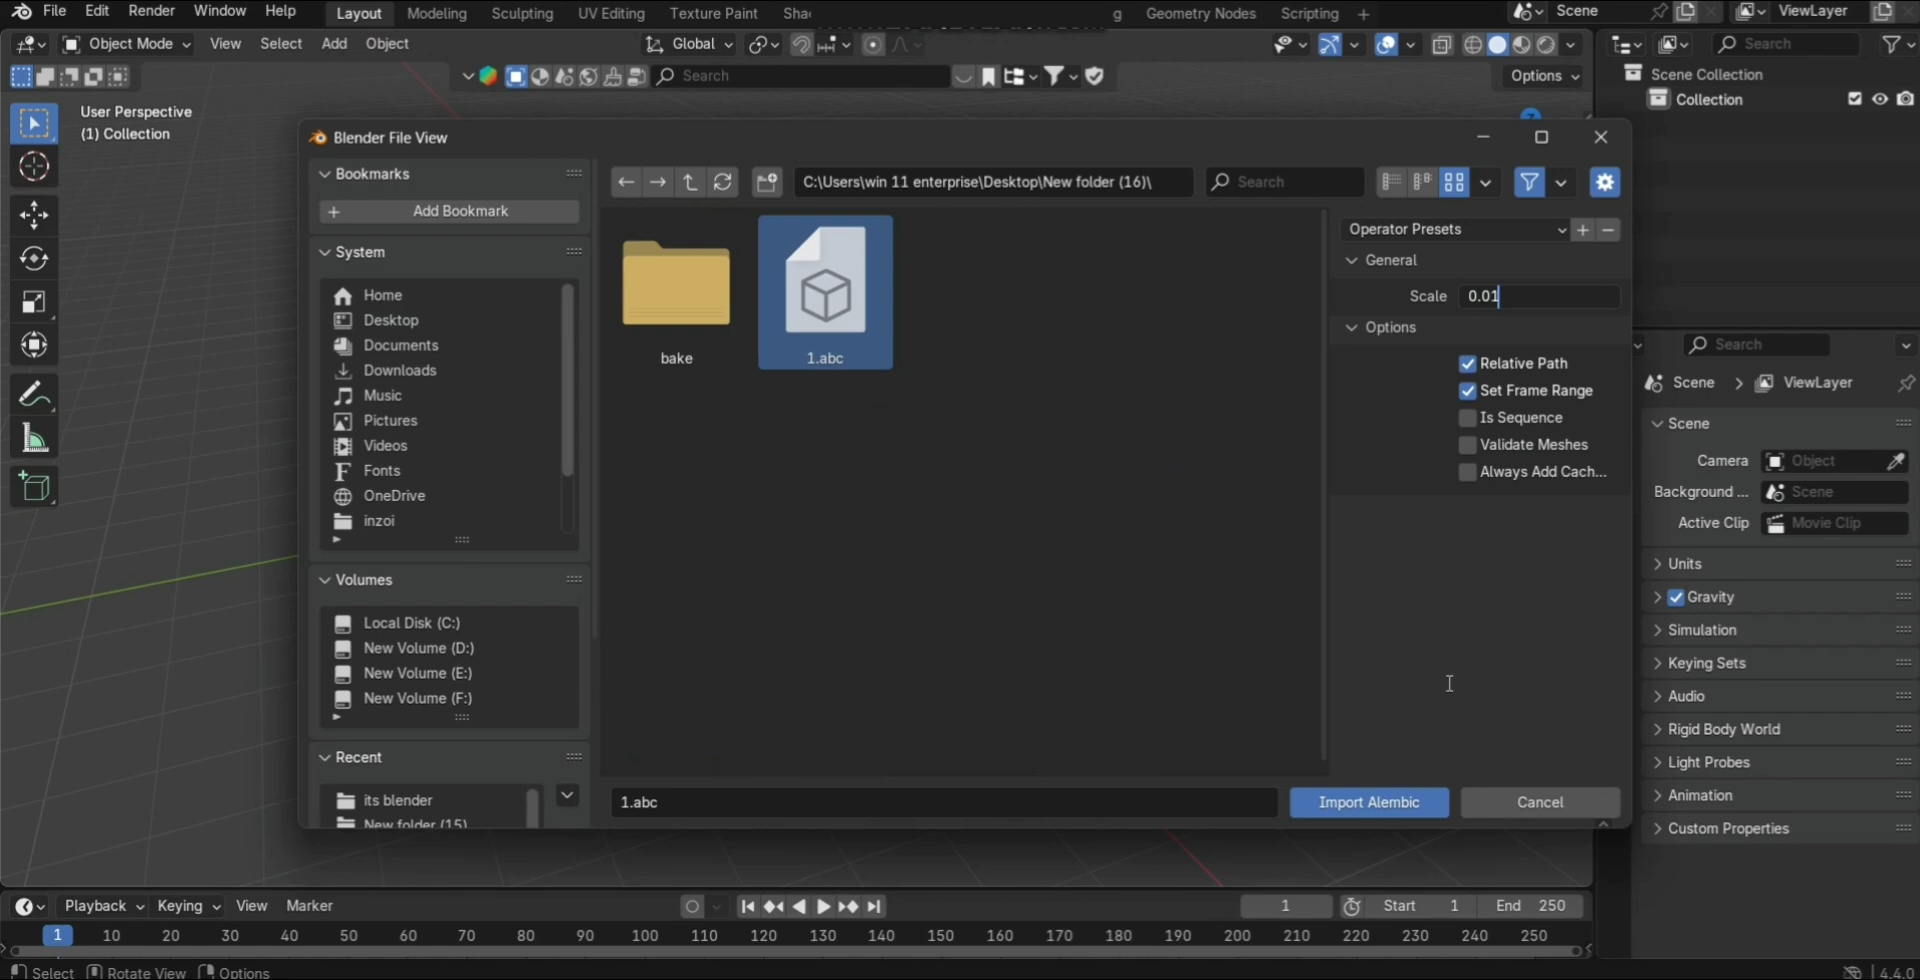 File Edit Render Window Help Layout Modeling Sculpting UV Editing Texture Paint Sha g Geometry Nodes Scripting + Scene ViewLayer
Object Mode View Select Add Object Global Search
Search Options Scene Collection
Collection
User Perspective
(1) Collection
Blender File View
Bookmarks
+ Add Bookmark
System
Home
Desktop
Documents
Downloads
Music
Pictures
Videos
Fonts
OneDrive
inzoi
Volumes
Local Disk (C:)
New Volume (D:)
New Volume (E:)
New Volume (F:)
Recent
its blender
New folder (15)
C:\Users\win 11 enterprise\Desktop\New folder (16)\ Search
bake 1.abc
Operator Presets + −
General
Scale 0.01
Options
Relative Path
Set Frame Range
Is Sequence
Validate Meshes
Always Add Cach...
1.abc Import Alembic Cancel
Search
Scene > ViewLayer
Scene
Camera Object
Background ... Scene
Active Clip Movie Clip
Units
Gravity
Simulation
Keying Sets
Audio
Rigid Body World
Light Probes
Animation
Custom Properties
Playback Keying View Marker 1 Start 1 End 250
1 10 20 30 40 50 60 70 80 90 100 110 120 130 140 150 160 170 180 190 200 210 220 230 240 250
Select Rotate View Options 4.4.0